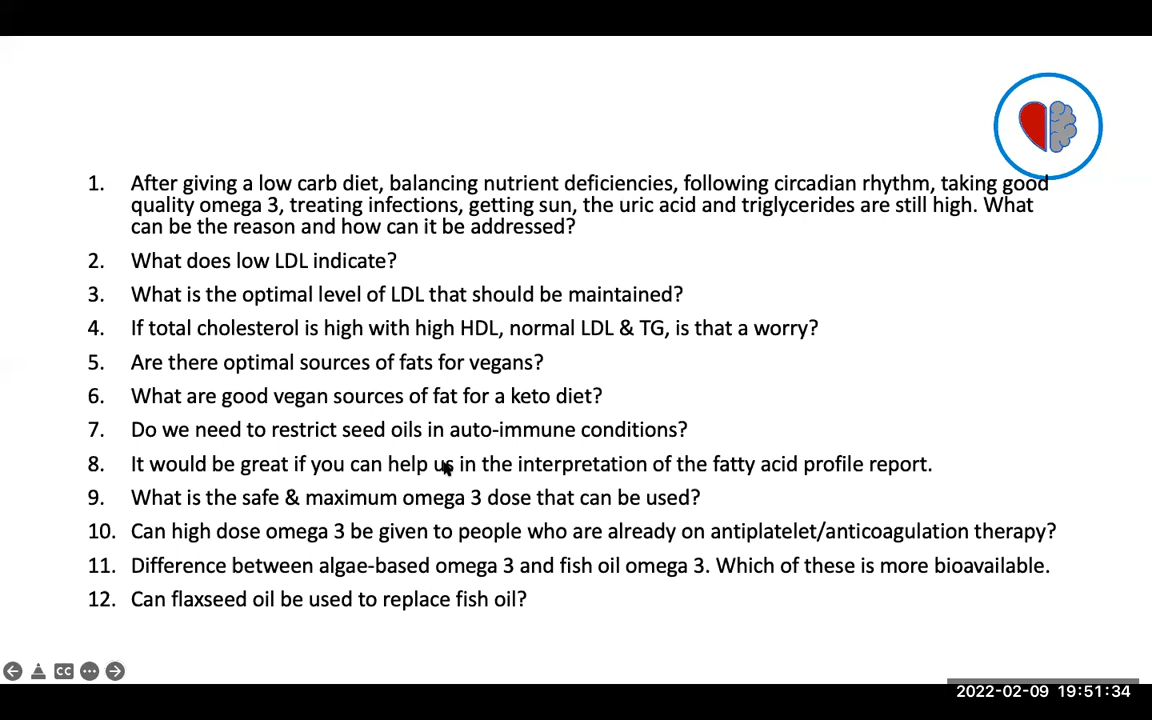 1. After giving a low carb diet, balancing nutrient deficiencies, following circadian rhythm, taking good
quality omega 3, treating infections, getting sun, the uric acid and triglycerides are still high. What
can be the reason and how can it be addressed?
2. What does low LDL indicate?
3. What is the optimal level of LDL that should be maintained?
4. If total cholesterol is high with high HDL, normal LDL & TG, is that a worry?
5. Are there optimal sources of fats for vegans?
6. What are good vegan sources of fat for a keto diet?
7. Do we need to restrict seed oils in auto-immune conditions?
8. It would be great if you can help us in the interpretation of the fatty acid profile report.
9. What is the safe & maximum omega 3 dose that can be used?
10. Can high dose omega 3 be given to people who are already on antiplatelet/anticoagulation therapy?
11. Difference between algae-based omega 3 and fish oil omega 3. Which of these is more bioavailable.
12. Can flaxseed oil be used to replace fish oil?
CC
2022-02-09 19:51:34